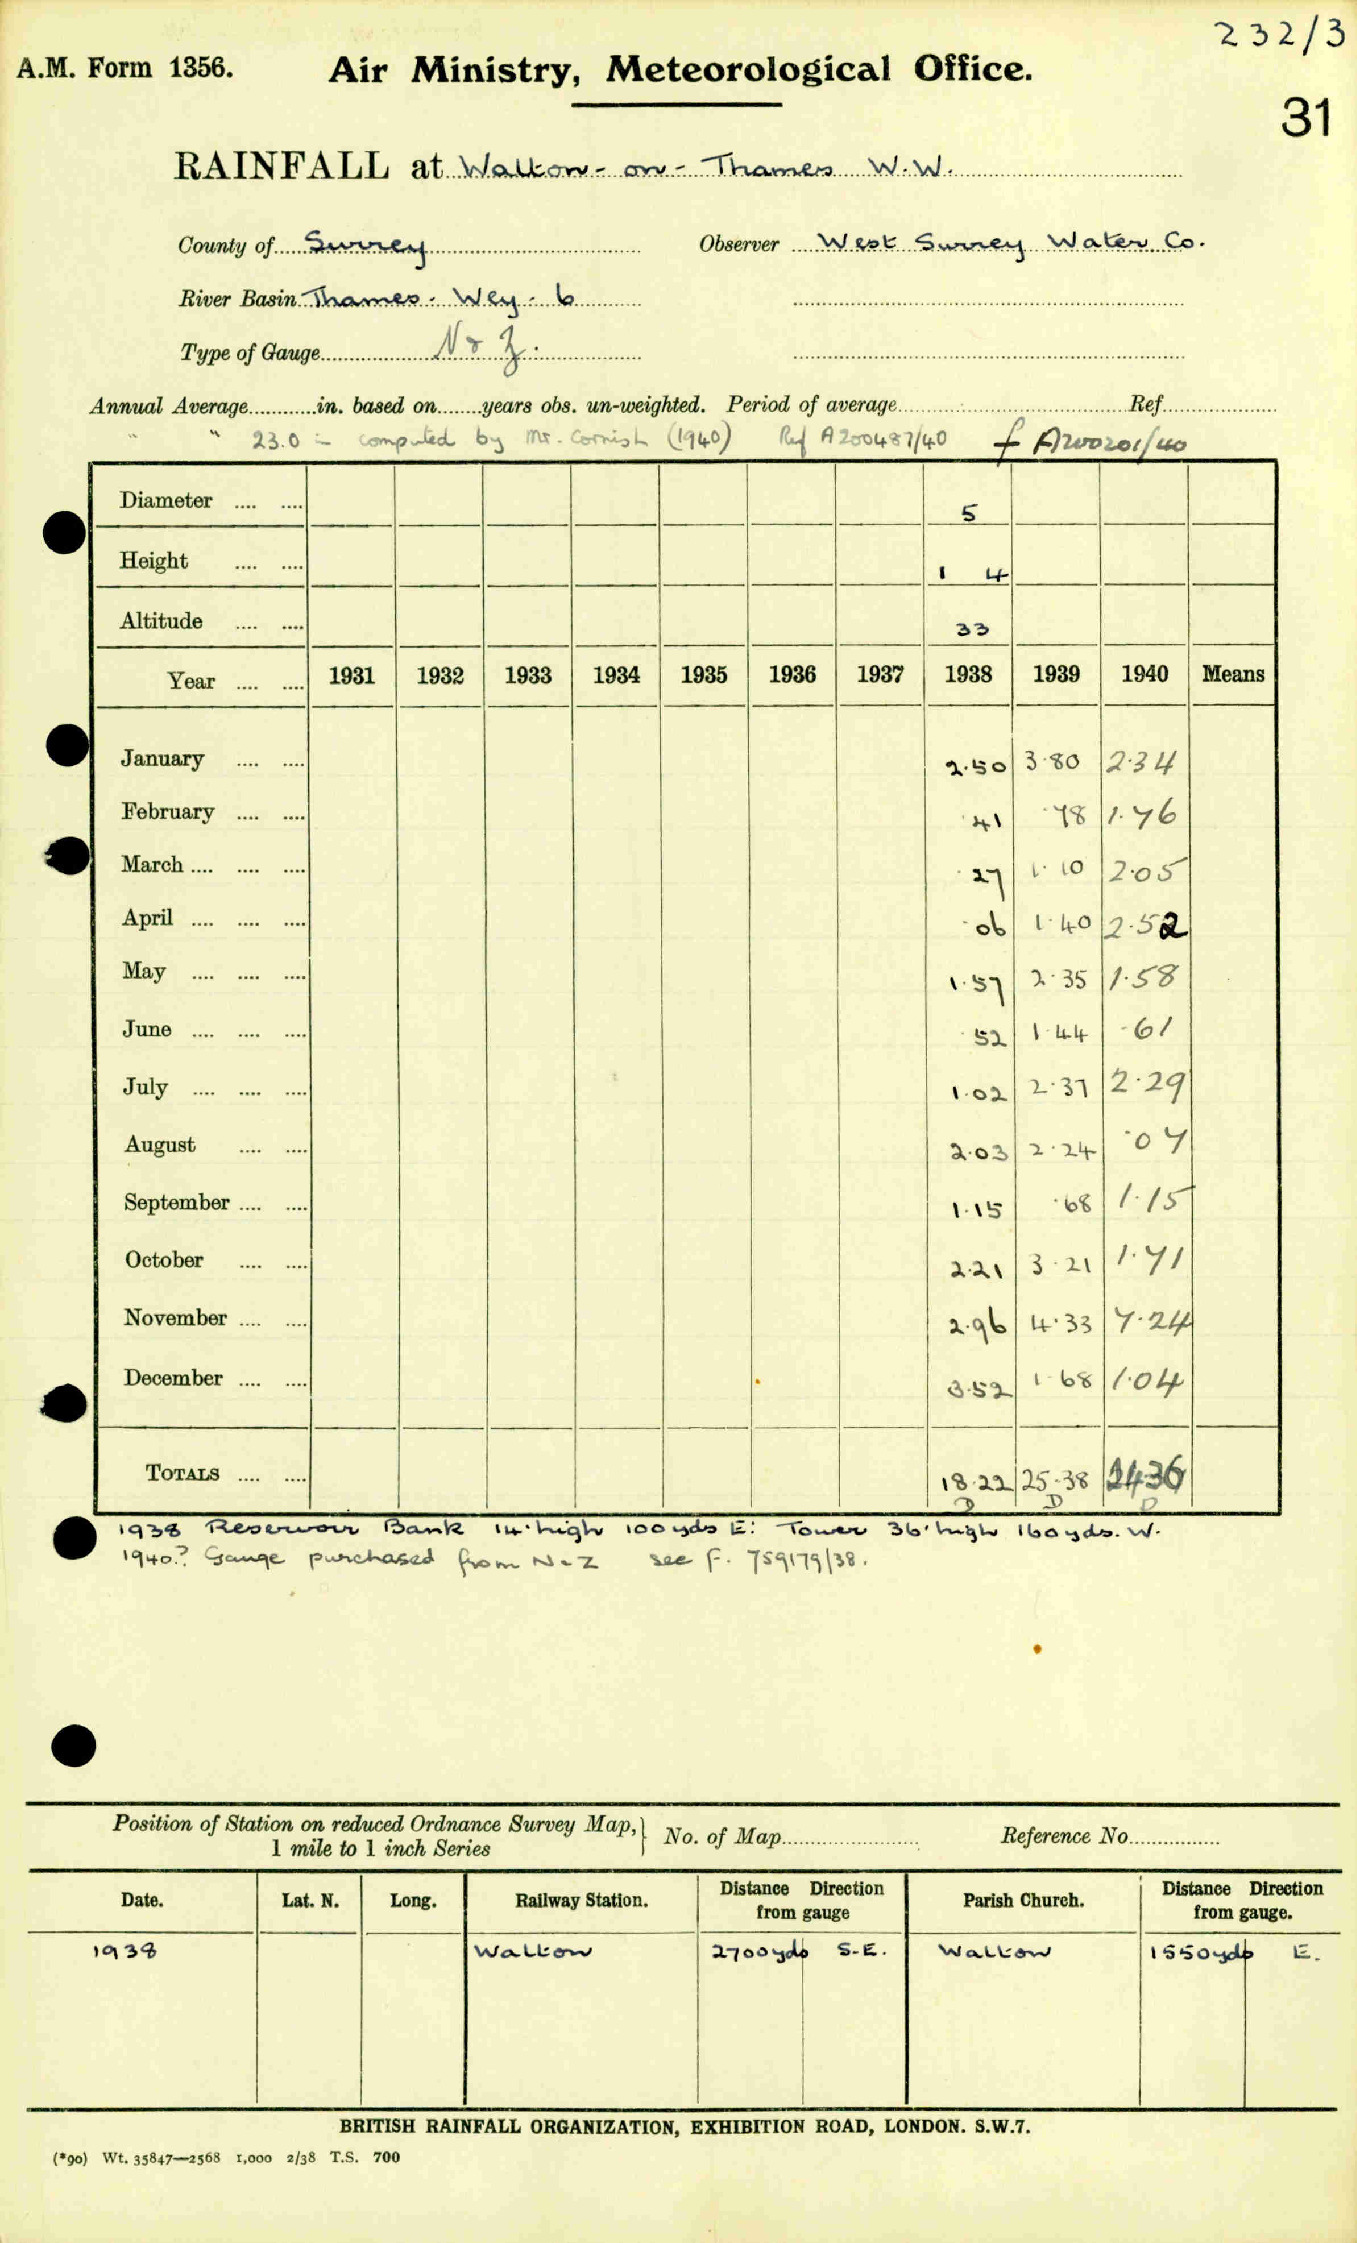 232/3
A.M. Form 1356. Air Ministry, Meteorological Office.
31
RAINFALL at Walton-on-Thames W.W.
County of Surrey Observer West Surrey Water Co.
River Basin Thames - Wey - 6
Type of Gauge N & Z.
Annual Average in. based on years obs. un-weighted. Period of average Ref
" " 23.0 - computed by Mr. Cornish (1940) Ref A200487/40 f A200201/40
Diameter .... .... 5
Height .... .... 1 4
Altitude .... .... 33
Year .... .... 1931 1932 1933 1934 1935 1936 1937 1938 1939 1940 Means
January .... .... 2.50 3.80 2.34
February .... .... .41 .78 1.76
March .... .... .... .27 1.10 2.05
April .... .... .... .06 1.40 2.52
May .... .... .... 1.57 2.35 1.58
June .... .... .... .52 1.44 .61
July .... .... .... 1.02 2.37 2.29
August .... .... 2.03 2.24 .07
September .... .... 1.15 .68 1.15
October .... .... 2.21 3.21 1.71
November .... .... 2.96 4.33 7.24
December .... .... 3.52 1.68 1.04
TOTALS .... .... 18.22 25.38 24.36
D D D
1938 Reservoir Bank 14' high 100 yds E: Tower 36' high 160 yds. W.
1940? Gauge purchased from N-Z see F. 759179/38.
Position of Station on reduced Ordnance Survey Map, } No. of Map Reference No
1 mile to 1 inch Series
Date. Lat. N. Long. Railway Station. Distance Direction from gauge Parish Church. Distance Direction from gauge.
1938 Walton 2700 yds S-E. Walton 1550 yds E.
BRITISH RAINFALL ORGANIZATION, EXHIBITION ROAD, LONDON. S.W.7.
(*90) Wt. 35847—2568 1,000 2/38 T.S. 700